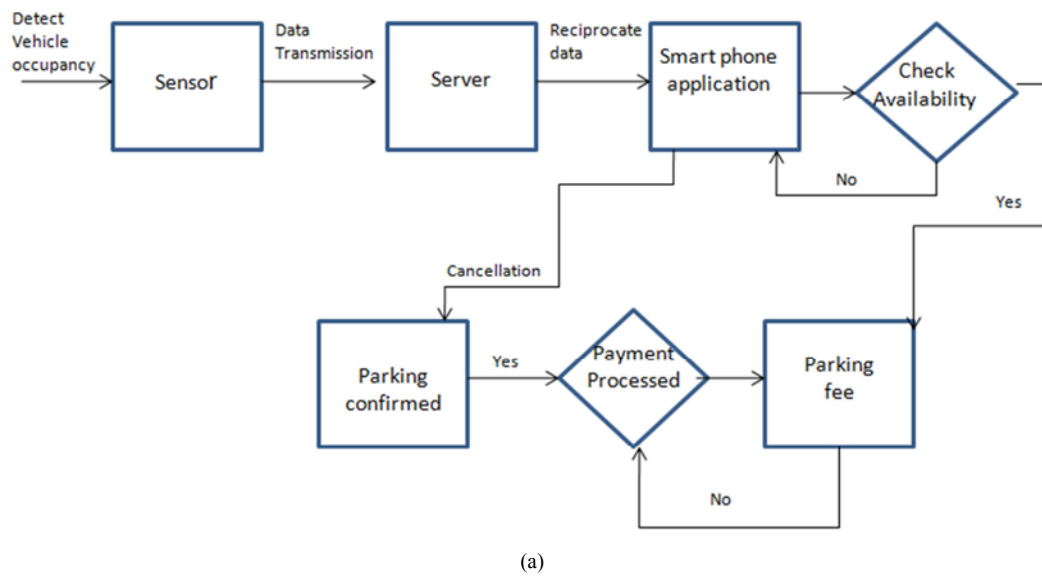 Detect
Vehicle
occupancy
Sensor
Data
Transmission
Server
Reciprocate
data
Smart phone
application
Check
Availability
No
Yes
Cancellation
Parking
confirmed
Yes
Payment
Processed
Parking
fee
No
(a)